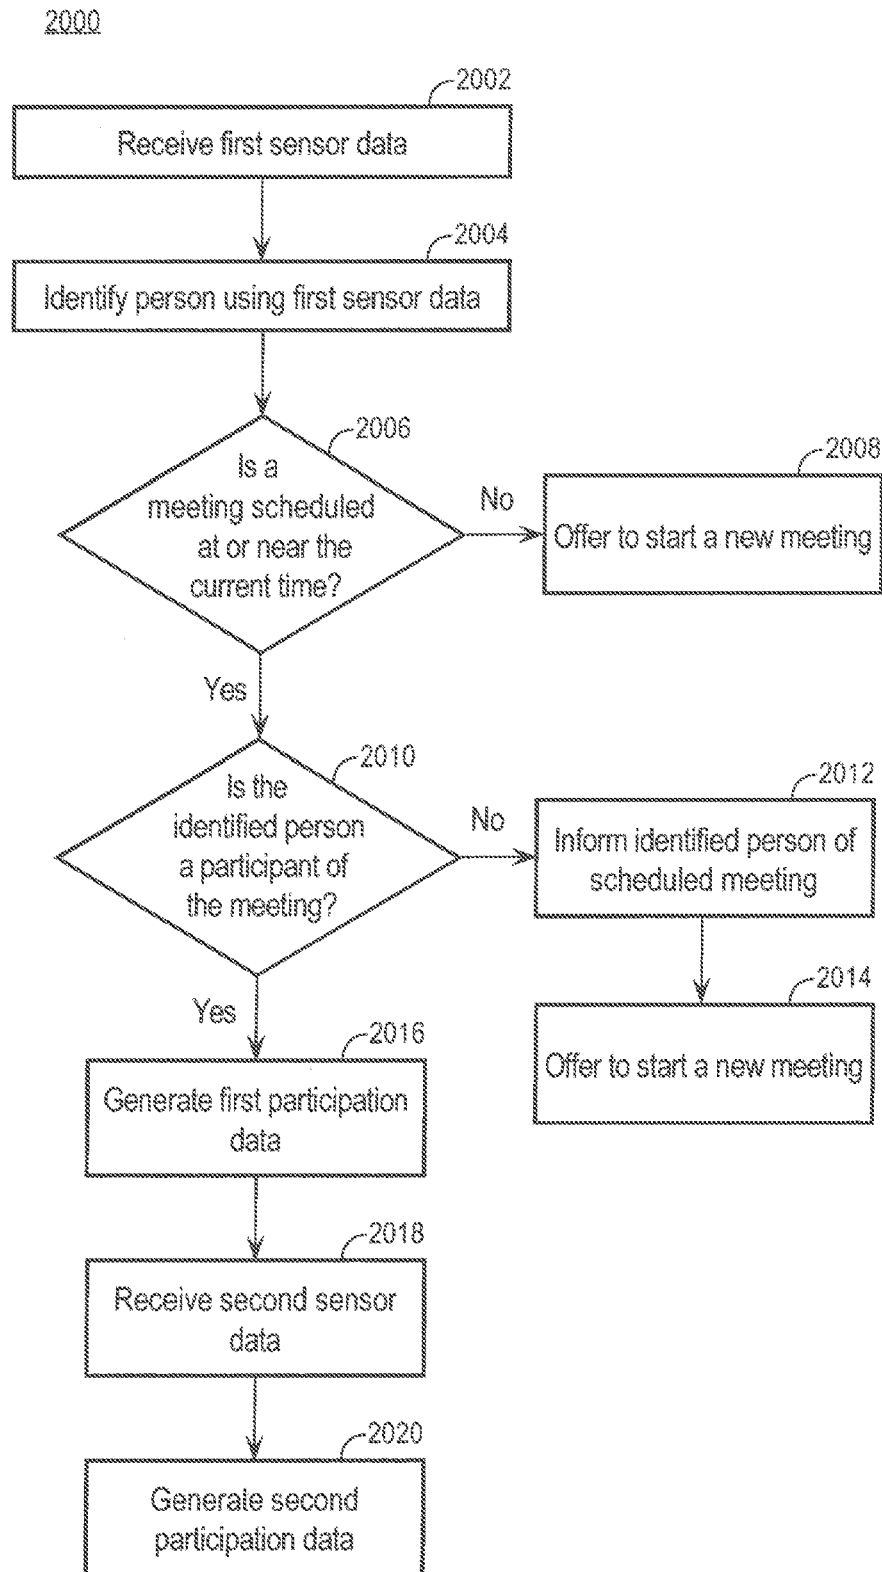 2000
2002
Receive first sensor data
2004
Identify person using first sensor data
2006
Is a
meeting scheduled
at or near the
current time?
No
2008
Offer to start a new meeting
Yes
2010
Is the
identified person
a participant of
the meeting?
No
2012
Inform identified person of
scheduled meeting
2014
Offer to start a new meeting
Yes
2016
Generate first participation
data
2018
Receive second sensor
data
2020
Generate second
participation data